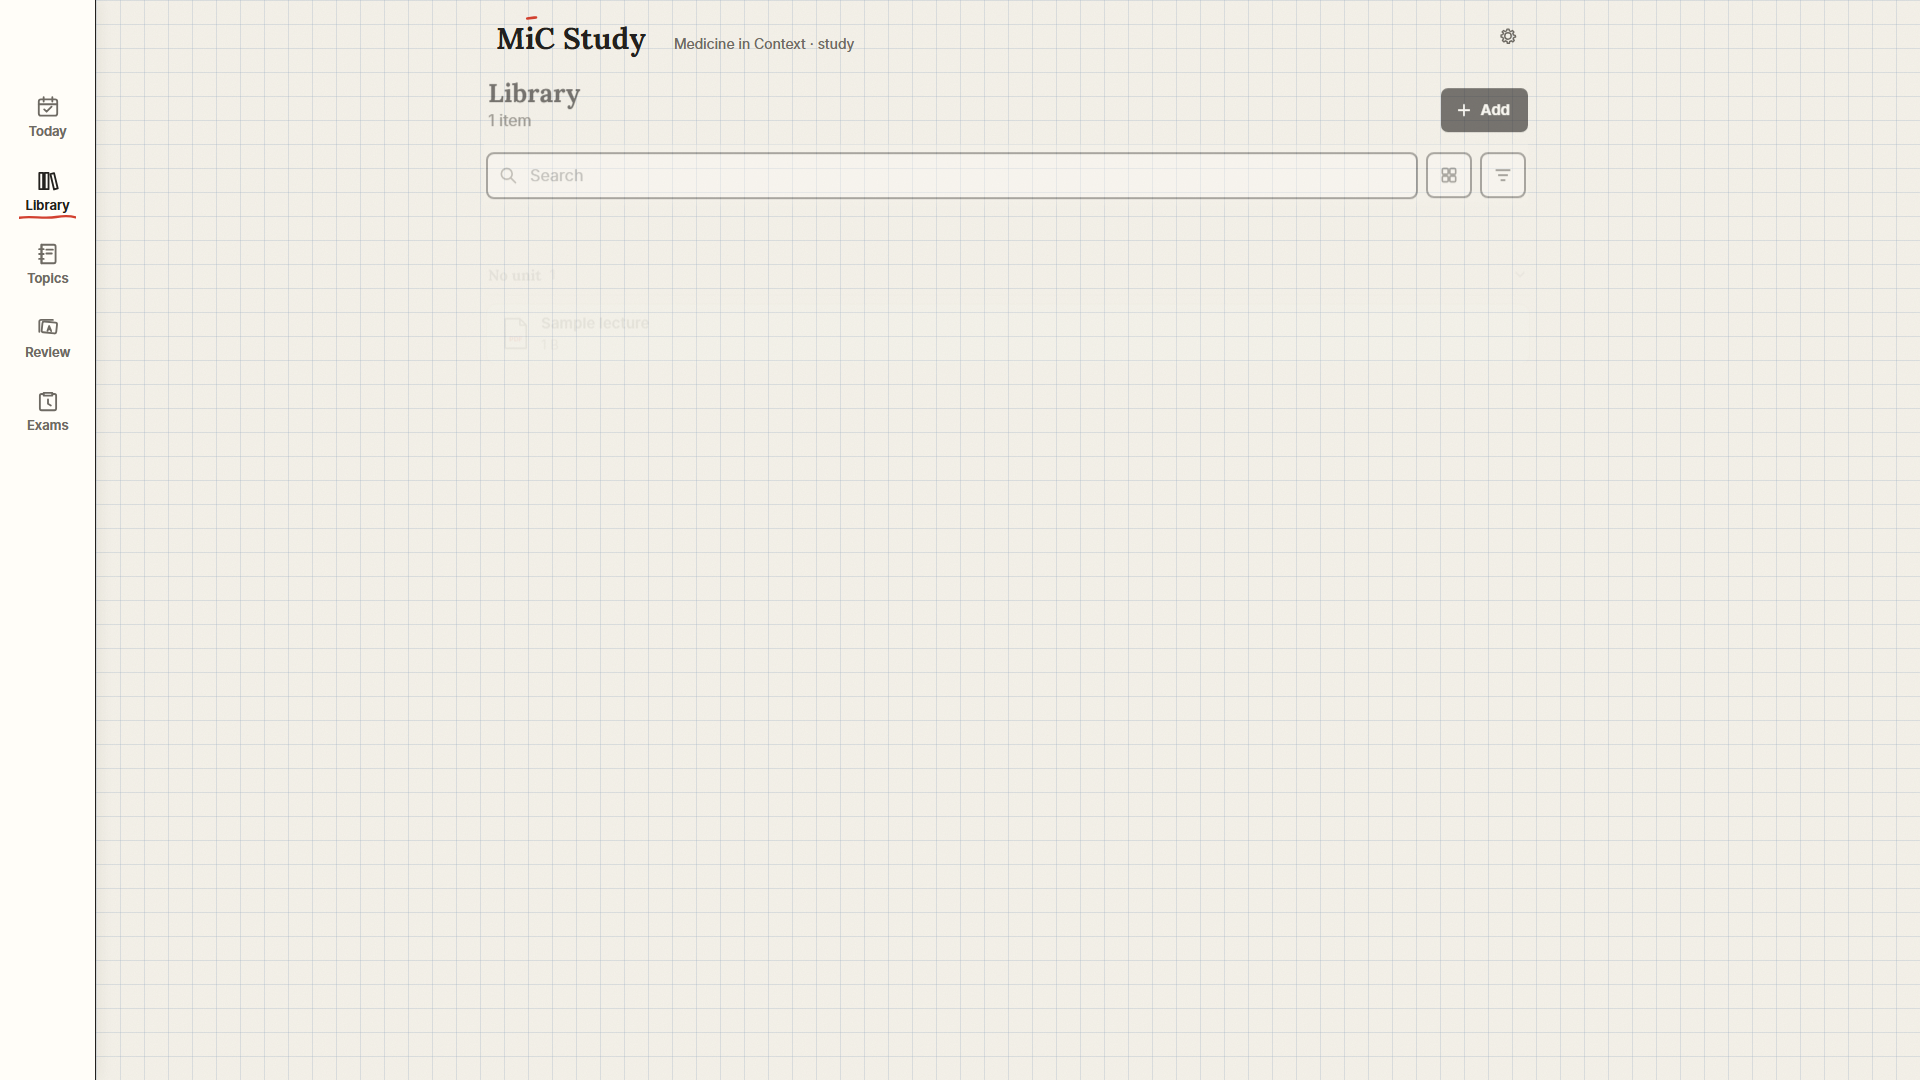 MiC Study
Medicine in Context · study
Today
Library
Topics
Review
Exams
Library
1 item
+ Add
Search
No unit 1
Sample lecture